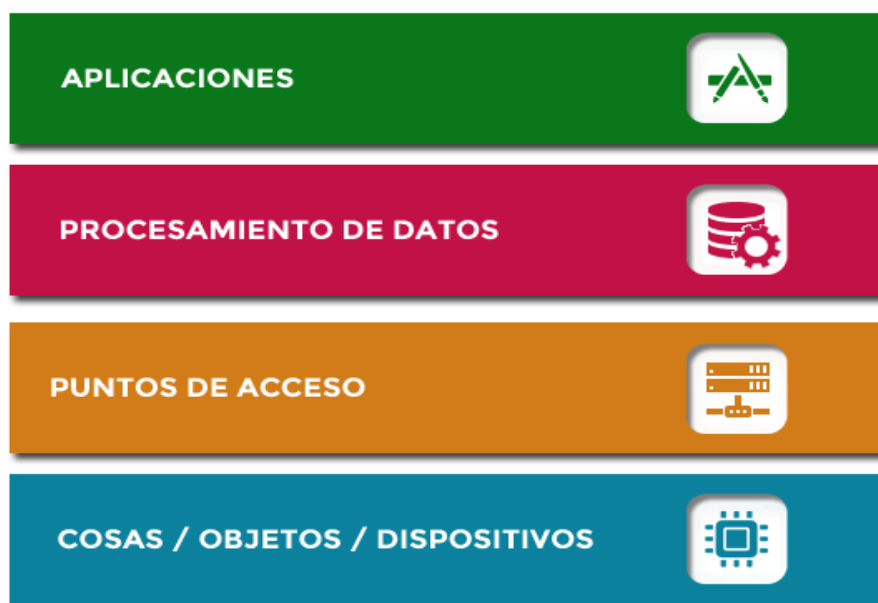 APLICACIONES
PROCESAMIENTO DE DATOS
PUNTOS DE ACCESO
COSAS / OBJETOS / DISPOSITIVOS